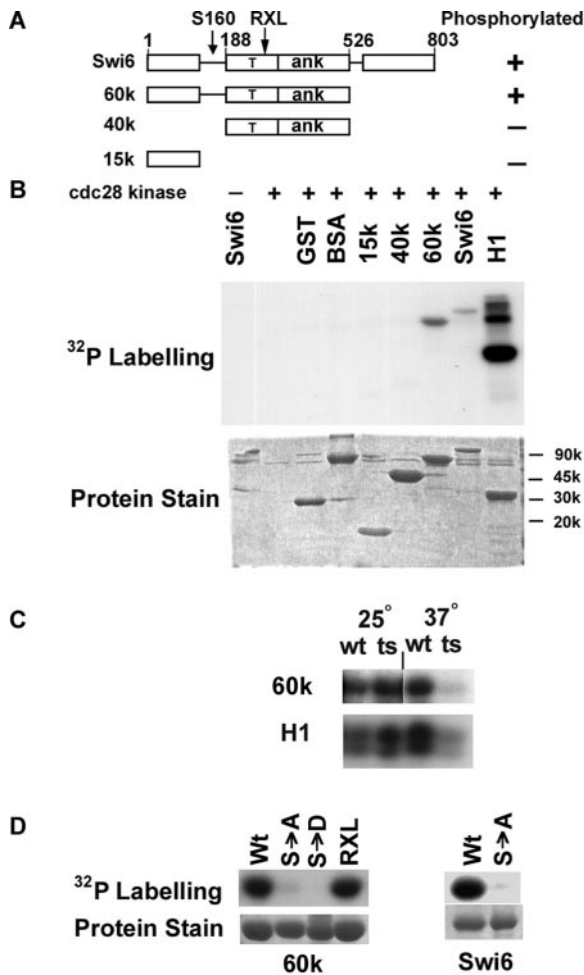 A
S160 RXL Phosphorylated
1 188 526 803
Swi6 T ank +
60k T ank +
40k T ank −
15k −
B
cdc28 kinase − + + + + + + + +
Swi6 GST BSA 15k 40k 60k Swi6 H1
32P Labelling
Protein Stain
90k
45k
30k
20k
C
25° 37°
wt ts wt ts
60k
H1
D
Wt S→A S→D RXL Wt S→A
32P Labelling
Protein Stain
60k Swi6